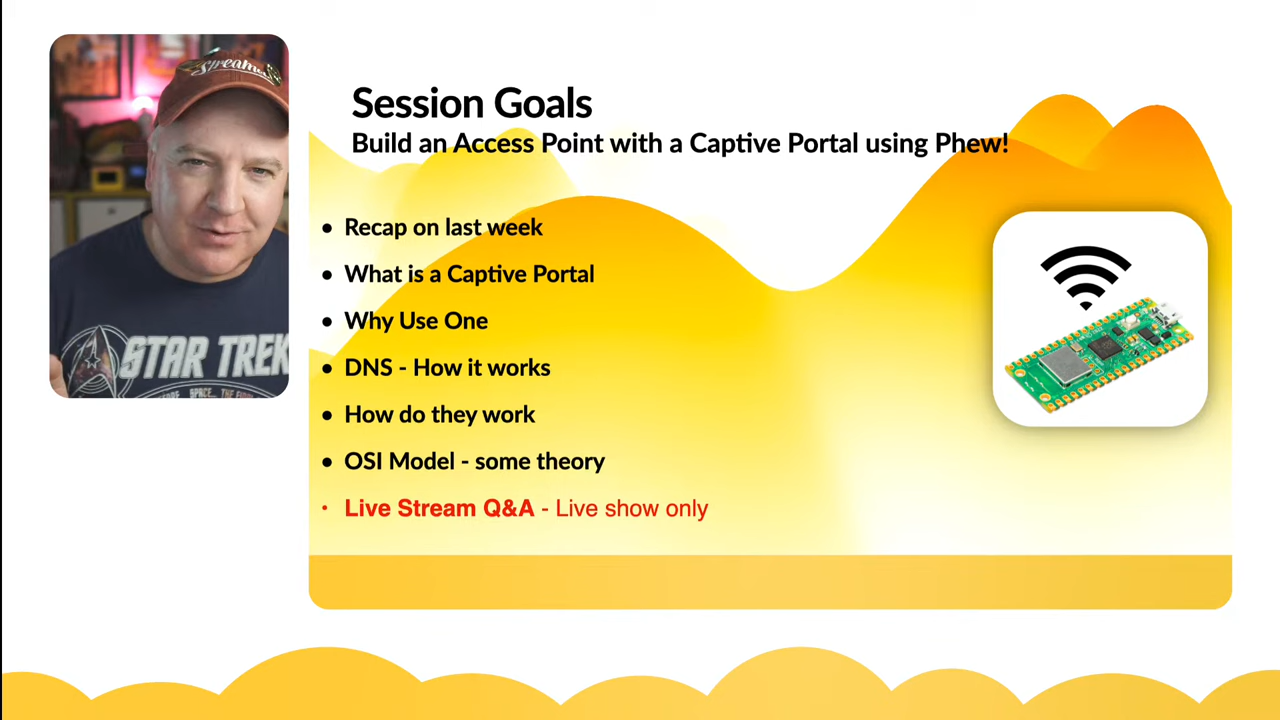 Session Goals
Build an Access Point with a Captive Portal using Phew!
• Recap on last week
• What is a Captive Portal
• Why Use One
• DNS - How it works
• How do they work
• OSI Model - some theory
• Live Stream Q&A - Live show only
STAR TREK